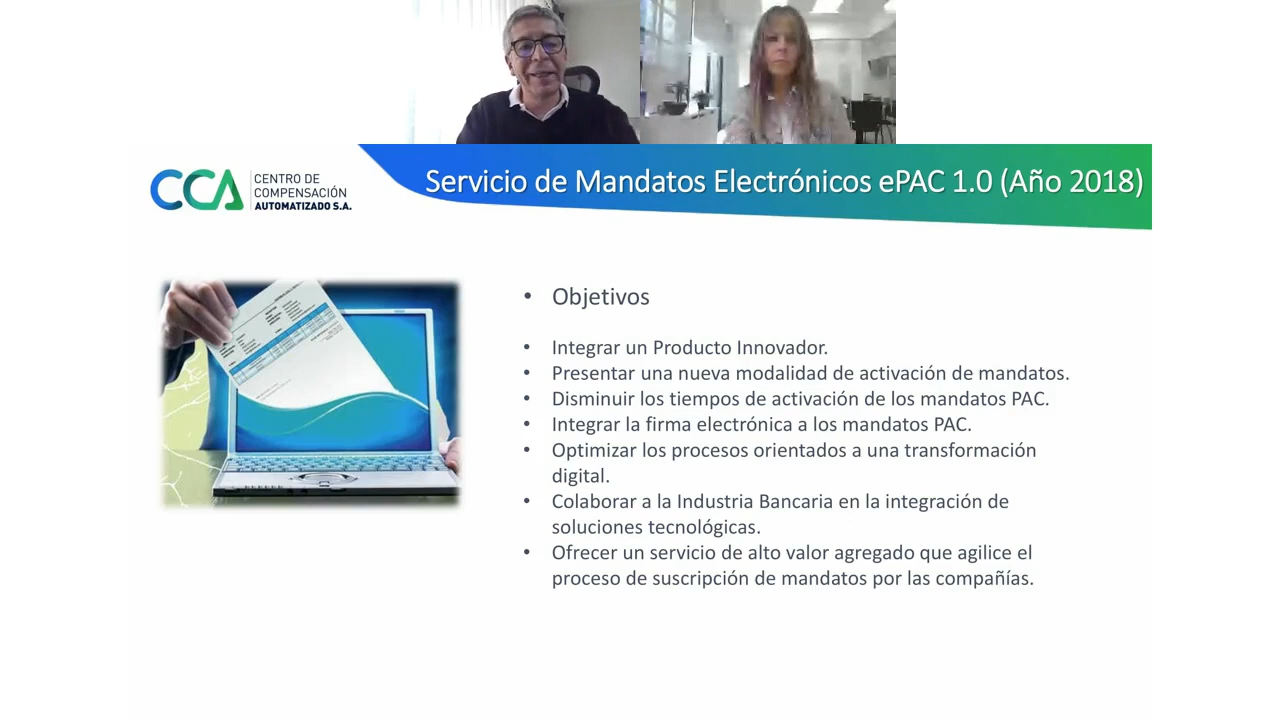 CCA
CENTRO DE
COMPENSACIÓN
AUTOMATIZADO S.A.
Servicio de Mandatos Electrónicos ePAC 1.0 (Año 2018)
• Objetivos
• Integrar un Producto Innovador.
• Presentar una nueva modalidad de activación de mandatos.
• Disminuir los tiempos de activación de los mandatos PAC.
• Integrar la firma electrónica a los mandatos PAC.
• Optimizar los procesos orientados a una transformación
digital.
• Colaborar a la Industria Bancaria en la integración de
soluciones tecnológicas.
• Ofrecer un servicio de alto valor agregado que agilice el
proceso de suscripción de mandatos por las compañías.